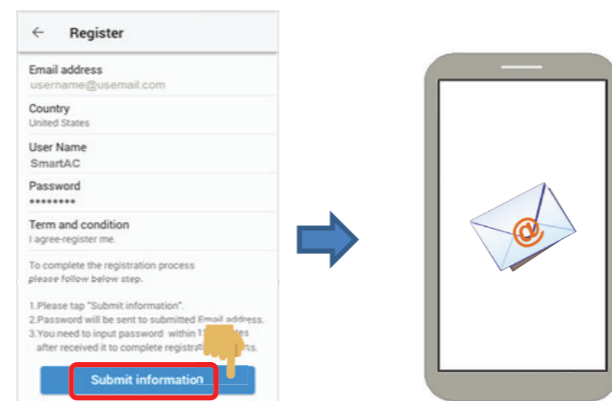 ← Register
Email address
username@usemail.com
Country
United States
User Name
SmartAC
Password
********
Term and condition
I agree-register me.
To complete the registration process
please follow below step.
1.Please tap "Submit information".
2.Password will be sent to submitted Email address.
3.You need to input password within
after received it to complete
Submit information
@